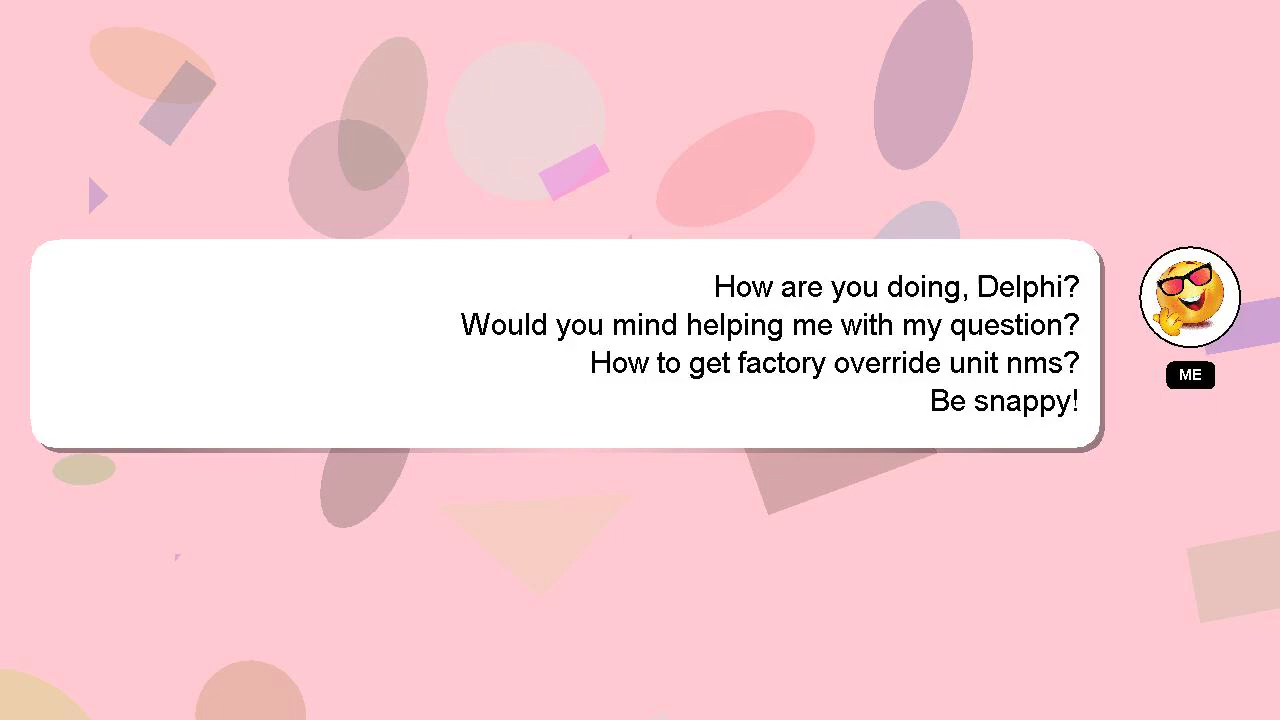 How are you doing, Delphi?
Would you mind helping me with my question?
How to get factory override unit nms?
Be snappy!
ME